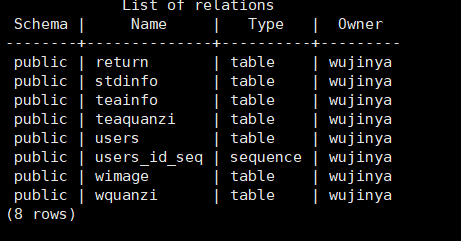 List of relations
Schema | Name | Type | Owner
--------+--------------+----------+---------
public | return | table | wujinya
public | stdinfo | table | wujinya
public | teainfo | table | wujinya
public | teaquanzi | table | wujinya
public | users | table | wujinya
public | users_id_seq | sequence | wujinya
public | wimage | table | wujinya
public | wquanzi | table | wujinya
(8 rows)